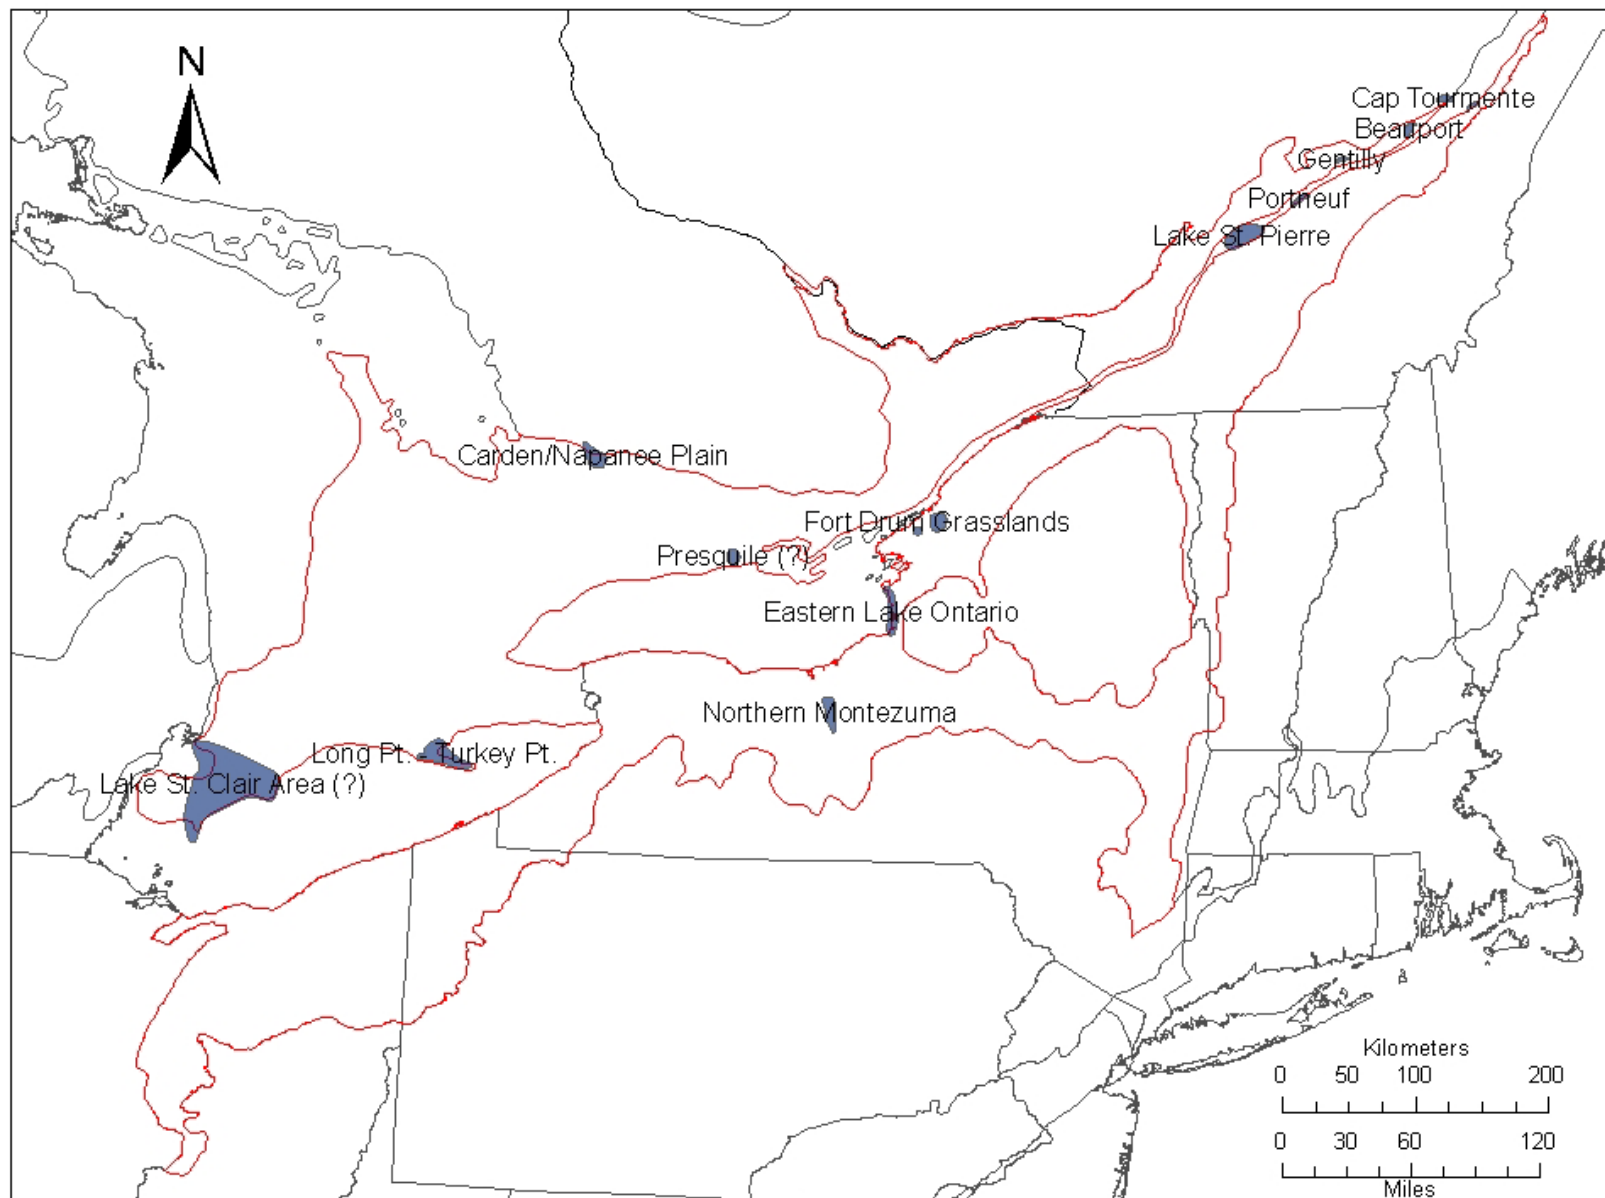 N
Cap Tourmente
Beauport
Gentilly
Portneuf
Lake St. Pierre
Carden/Napanee Plain
Fort Drum Grasslands
Presquile (?)
Eastern Lake Ontario
Northern Montezuma
Long Pt. - Turkey Pt.
Lake St. Clair Area (?)
Kilometers
0 50 100 200
0 30 60 120
Miles